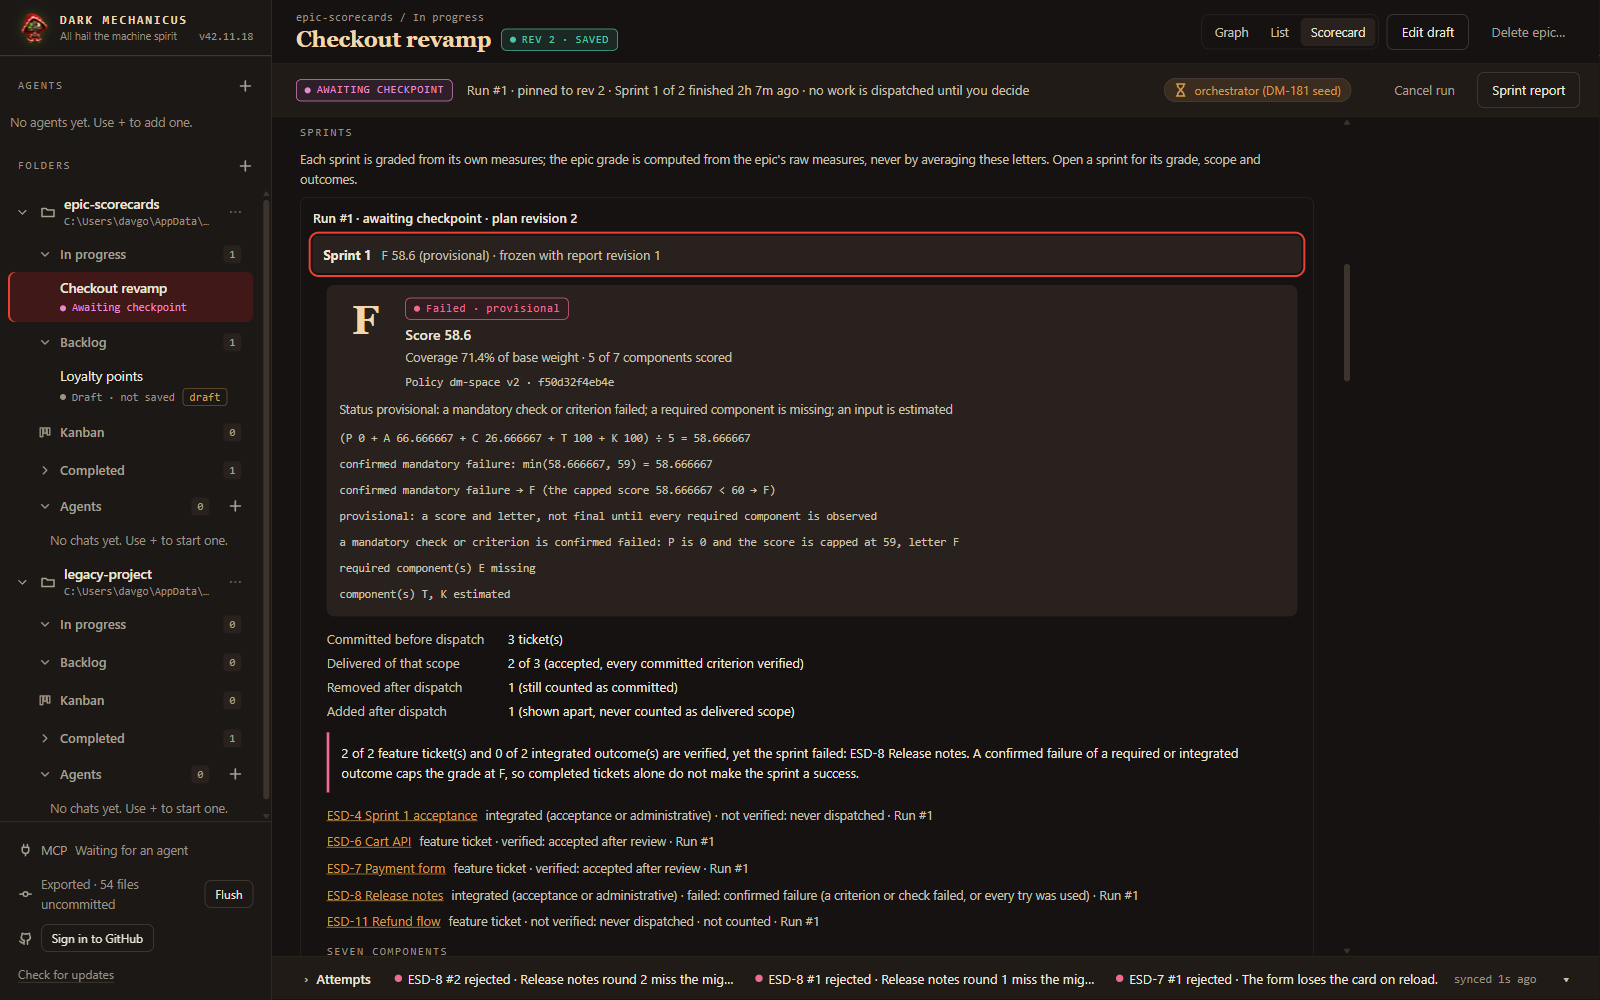 DARK MECHANICUS
All hail the machine spirit v42.11.18
AGENTS
No agents yet. Use + to add one.
FOLDERS
epic-scorecards
C:\Users\davgo\AppData\…
In progress 1
Checkout revamp
Awaiting checkpoint
Backlog 1
Loyalty points
Draft · not saved draft
Kanban 0
Completed 1
Agents 0
No chats yet. Use + to start one.
legacy-project
C:\Users\davgo\AppData\…
In progress 0
Backlog 0
Kanban 0
Completed 1
Agents 0
No chats yet. Use + to start one.
MCP Waiting for an agent
Exported · 54 files
uncommitted
Flush
Sign in to GitHub
Check for updates
epic-scorecards / In progress
Checkout revamp REV 2 · SAVED
Graph List Scorecard Edit draft Delete epic...
AWAITING CHECKPOINT Run #1 · pinned to rev 2 · Sprint 1 of 2 finished 2h 7m ago · no work is dispatched until you decide
orchestrator (DM-181 seed) Cancel run Sprint report
SPRINTS
Each sprint is graded from its own measures; the epic grade is computed from the epic's raw measures, never by averaging these letters. Open a sprint for its grade, scope and
outcomes.
Run #1 · awaiting checkpoint · plan revision 2
Sprint 1 F 58.6 (provisional) · frozen with report revision 1
F
Failed · provisional
Score 58.6
Coverage 71.4% of base weight · 5 of 7 components scored
Policy dm-space v2 · f50d32f4eb4e
Status provisional: a mandatory check or criterion failed; a required component is missing; an input is estimated
(P 0 + A 66.666667 + C 26.666667 + T 100 + K 100) ÷ 5 = 58.666667
confirmed mandatory failure: min(58.666667, 59) = 58.666667
confirmed mandatory failure → F (the capped score 58.666667 < 60 → F)
provisional: a score and letter, not final until every required component is observed
a mandatory check or criterion is confirmed failed: P is 0 and the score is capped at 59, letter F
required component(s) E missing
component(s) T, K estimated
Committed before dispatch 3 ticket(s)
Delivered of that scope 2 of 3 (accepted, every committed criterion verified)
Removed after dispatch 1 (still counted as committed)
Added after dispatch 1 (shown apart, never counted as delivered scope)
2 of 2 feature ticket(s) and 0 of 2 integrated outcome(s) are verified, yet the sprint failed: ESD-8 Release notes. A confirmed failure of a required or integrated
outcome caps the grade at F, so completed tickets alone do not make the sprint a success.
ESD-4 Sprint 1 acceptance integrated (acceptance or administrative) · not verified: never dispatched · Run #1
ESD-6 Cart API feature ticket · verified: accepted after review · Run #1
ESD-7 Payment form feature ticket · verified: accepted after review · Run #1
ESD-8 Release notes integrated (acceptance or administrative) · failed: confirmed failure (a criterion or check failed, or every try was used) · Run #1
ESD-11 Refund flow feature ticket · not verified: never dispatched · not counted · Run #1
SEVEN COMPONENTS
Attempts ESD-8 #2 rejected · Release notes round 2 miss the mig... ESD-8 #1 rejected · Release notes round 1 miss the mig... ESD-7 #1 rejected · The form loses the card on reload. synced 1s ago